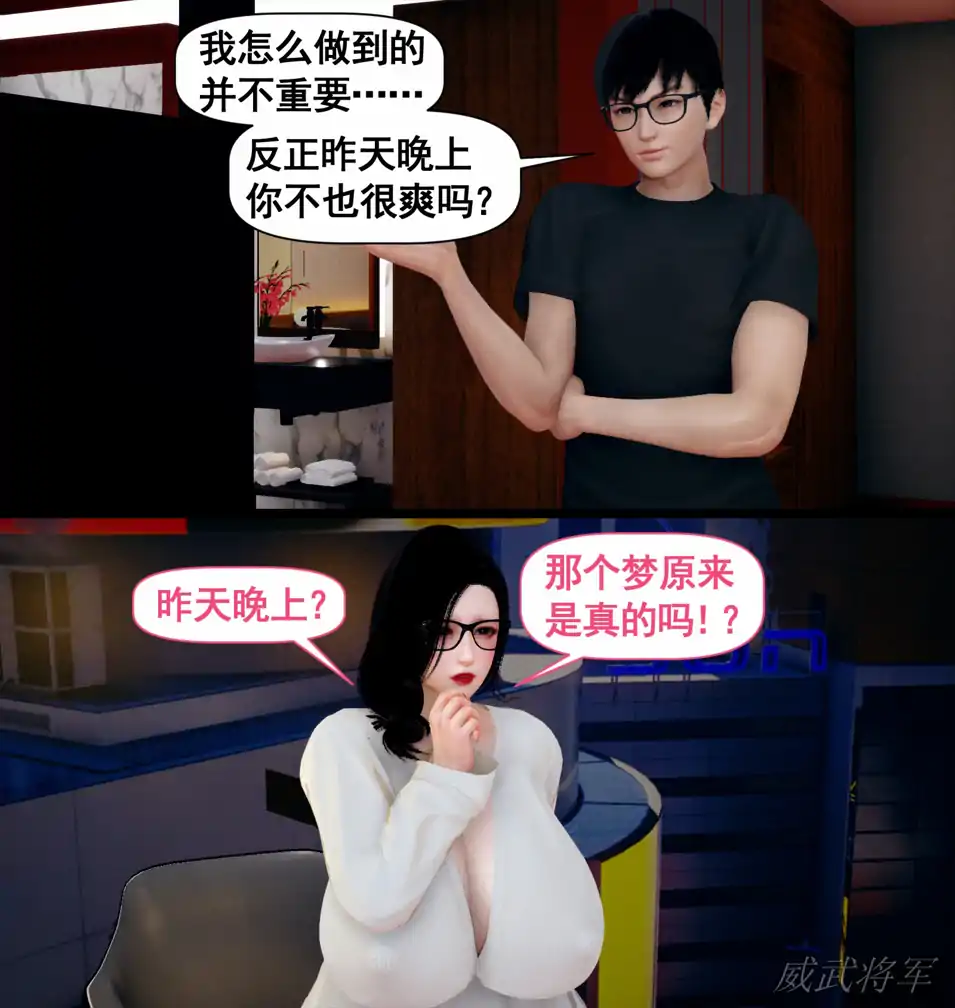 我怎么做到的
并不重要……
反正昨天晚上
你不也很爽吗?
昨天晚上?
那个梦原来
是真的吗!?
威武将军